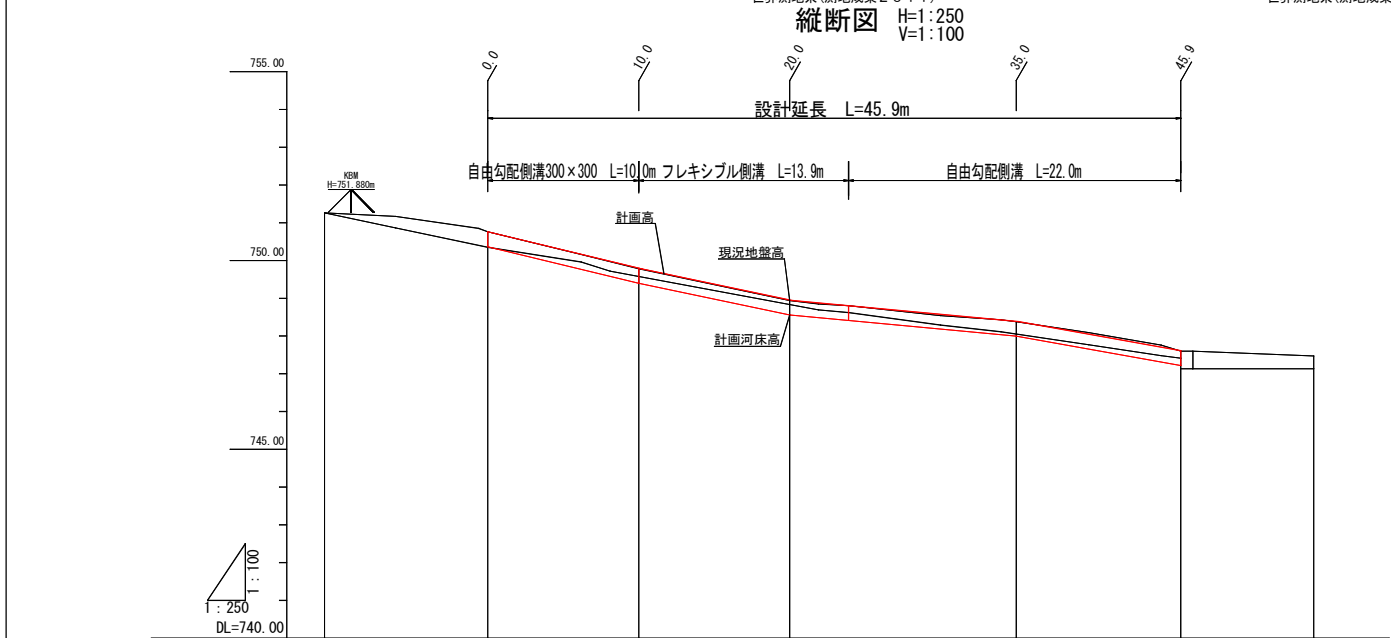 縦断図 H=1:250
V=1:100
0.0
10.0
20.0
35.0
45.9
755.00
設計延長 L=45.9m
自由勾配側溝300×300 L=10.0m
フレキシブル側溝 L=13.9m
自由勾配側溝 L=22.0m
KBM
H=751.880m
計画高
現況地盤高
750.00
計画河床高
745.00
1:100
1:250
DL=740.00